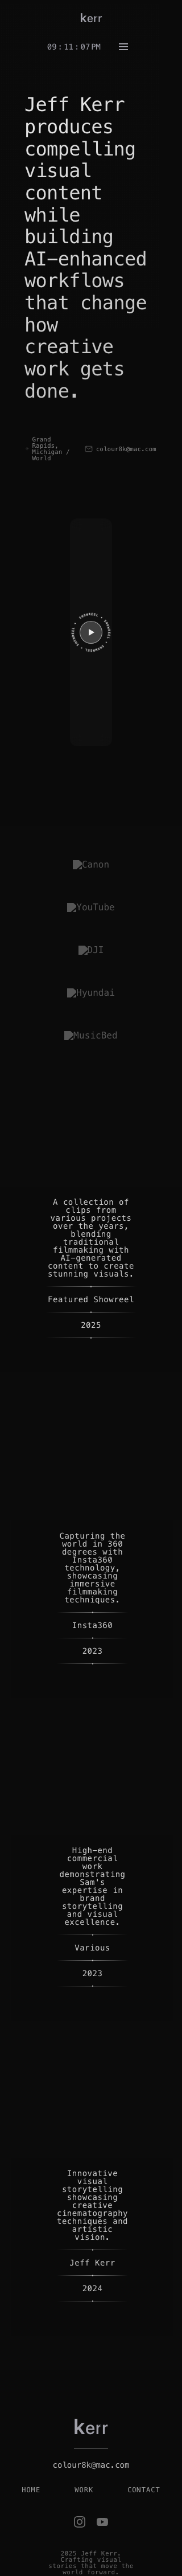 kerr
09 : 11 : 07 PM
Jeff Kerr
produces
compelling
visual
content
while
building
AI-enhanced
workflows
that change
how
creative
work gets
done.
Grand
Rapids,
Michigan /
World
colour8k@mac.com
SHOWREEL • SHOWREEL • SHOWREEL • SHOWREEL •
Canon
YouTube
DJI
Hyundai
MusicBed
A collection of
clips from
various projects
over the years,
blending
traditional
filmmaking with
AI-generated
content to create
stunning visuals.
Featured Showreel
2025
Capturing the
world in 360
degrees with
Insta360
technology,
showcasing
immersive
filmmaking
techniques.
Insta360
2023
High-end
commercial
work
demonstrating
Sam's
expertise in
brand
storytelling
and visual
excellence.
Various
2023
Innovative
visual
storytelling
showcasing
creative
cinematography
techniques and
artistic
vision.
Jeff Kerr
2024
kerr
colour8k@mac.com
HOME WORK CONTACT
2025 Jeff Kerr.
Crafting visual
stories that move the
world forward.